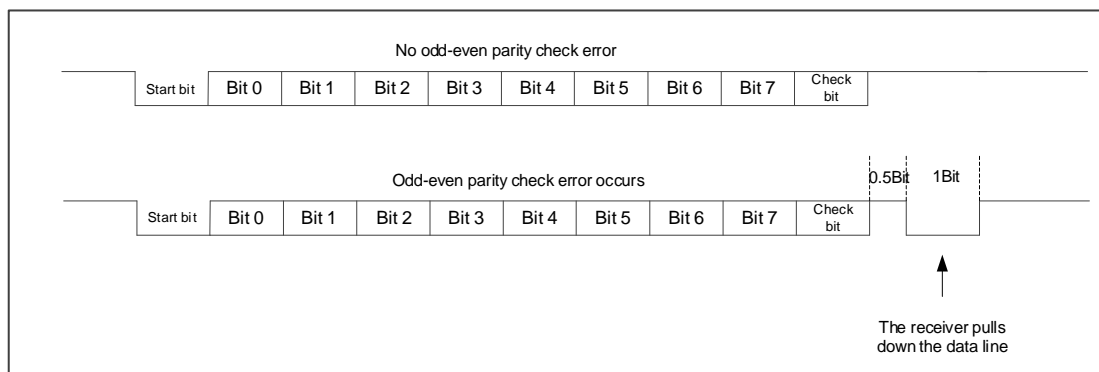 No odd-even parity check error
Start bit Bit 0 Bit 1 Bit 2 Bit 3 Bit 4 Bit 5 Bit 6 Bit 7 Check bit
Odd-even parity check error occurs
0.5Bit 1Bit
Start bit Bit 0 Bit 1 Bit 2 Bit 3 Bit 4 Bit 5 Bit 6 Bit 7 Check bit
The receiver pulls
down the data line